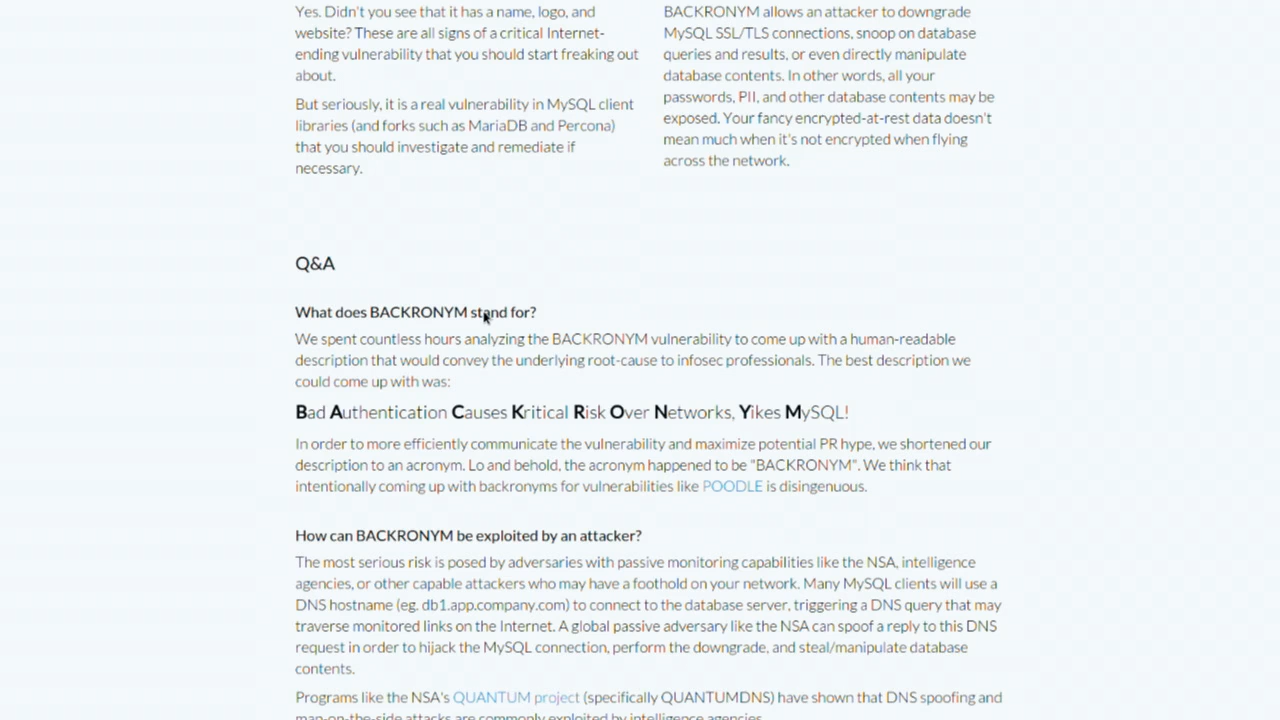 Yes. Didn't you see that it has a name, logo, and
website? These are all signs of a critical Internet-
ending vulnerability that you should start freaking out
about.
But seriously, it is a real vulnerability in MySQL client
libraries (and forks such as MariaDB and Percona)
that you should investigate and remediate if
necessary.
BACKRONYM allows an attacker to downgrade
MySQL SSL/TLS connections, snoop on database
queries and results, or even directly manipulate
database contents. In other words, all your
passwords, PII, and other database contents may be
exposed. Your fancy encrypted-at-rest data doesn't
mean much when it's not encrypted when flying
across the network.
Q&A
What does BACKRONYM stand for?
We spent countless hours analyzing the BACKRONYM vulnerability to come up with a human-readable
description that would convey the underlying root-cause to infosec professionals. The best description we
could come up with was:
Bad Authentication Causes Kritical Risk Over Networks, Yikes MySQL!
In order to more efficiently communicate the vulnerability and maximize potential PR hype, we shortened our
description to an acronym. Lo and behold, the acronym happened to be "BACKRONYM". We think that
intentionally coming up with backronyms for vulnerabilities like POODLE is disingenuous.
How can BACKRONYM be exploited by an attacker?
The most serious risk is posed by adversaries with passive monitoring capabilities like the NSA, intelligence
agencies, or other capable attackers who may have a foothold on your network. Many MySQL clients will use a
DNS hostname (eg. db1.app.company.com) to connect to the database server, triggering a DNS query that may
traverse monitored links on the Internet. A global passive adversary like the NSA can spoof a reply to this DNS
request in order to hijack the MySQL connection, perform the downgrade, and steal/manipulate database
contents.
Programs like the NSA's QUANTUM project (specifically QUANTUMDNS) have shown that DNS spoofing and
man-on-the-side attacks are commonly exploited by intelligence agencies.